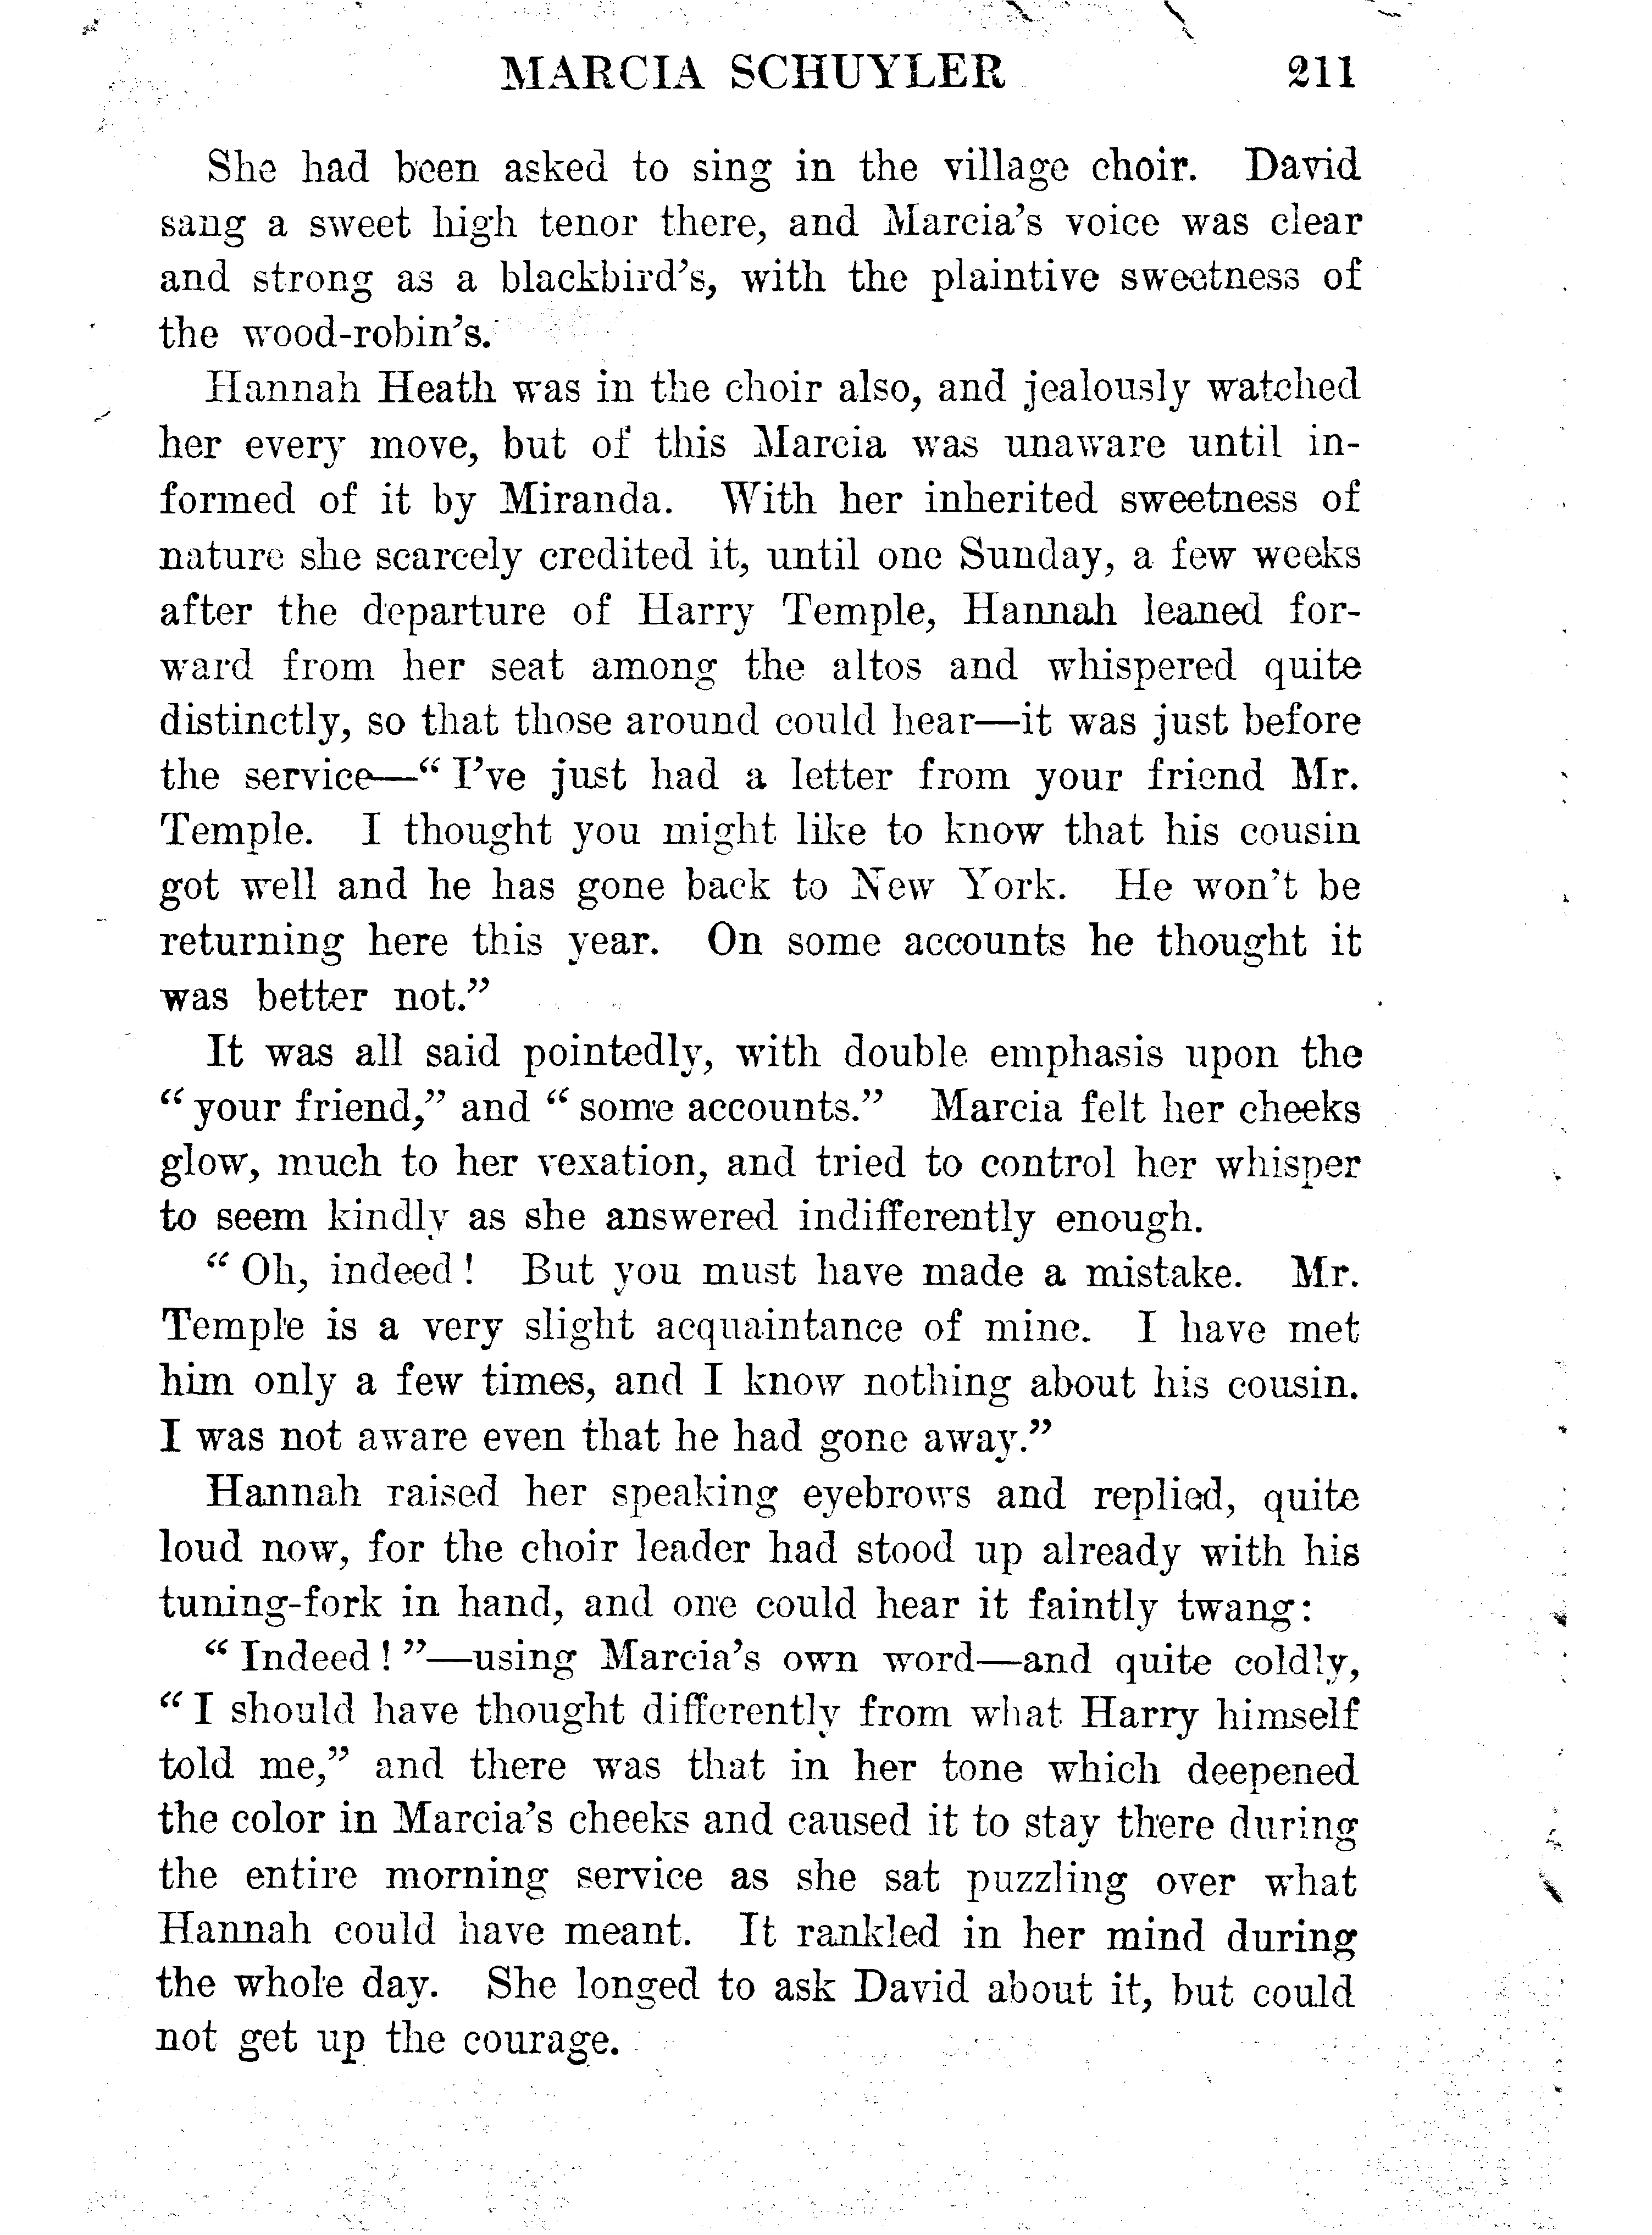 MARCIA SCHUYLER 211
She had been asked to sing in the village choir. David
sang a sweet high tenor there, and Marcia's voice was clear
and strong as a blackbird's, with the plaintive sweetness of
the wood-robin's.
Hannah Heath was in the choir also, and jealously watched
her every move, but of this Marcia was unaware until in-
formed of it by Miranda. With her inherited sweetness of
nature she scarcely credited it, until one Sunday, a few weeks
after the departure of Harry Temple, Hannah leaned for-
ward from her seat among the altos and whispered quite
distinctly, so that those around could hear—it was just before
the service—“ I've just had a letter from your friend Mr.
Temple. I thought you might like to know that his cousin
got well and he has gone back to New York. He won't be
returning here this year. On some accounts he thought it
was better not.”
It was all said pointedly, with double emphasis upon the
“ your friend,” and “ some accounts.” Marcia felt her cheeks
glow, much to her vexation, and tried to control her whisper
to seem kindly as she answered indifferently enough.
“ Oh, indeed! But you must have made a mistake. Mr.
Temple is a very slight acquaintance of mine. I have met
him only a few times, and I know nothing about his cousin.
I was not aware even that he had gone away.”
Hannah raised her speaking eyebrows and replied, quite
loud now, for the choir leader had stood up already with his
tuning-fork in hand, and one could hear it faintly twang:
“ Indeed! ”—using Marcia's own word—and quite coldly,
“ I should have thought differently from what Harry himself
told me,” and there was that in her tone which deepened
the color in Marcia's cheeks and caused it to stay there during
the entire morning service as she sat puzzling over what
Hannah could have meant. It rankled in her mind during
the whole day. She longed to ask David about it, but could
not get up the courage.